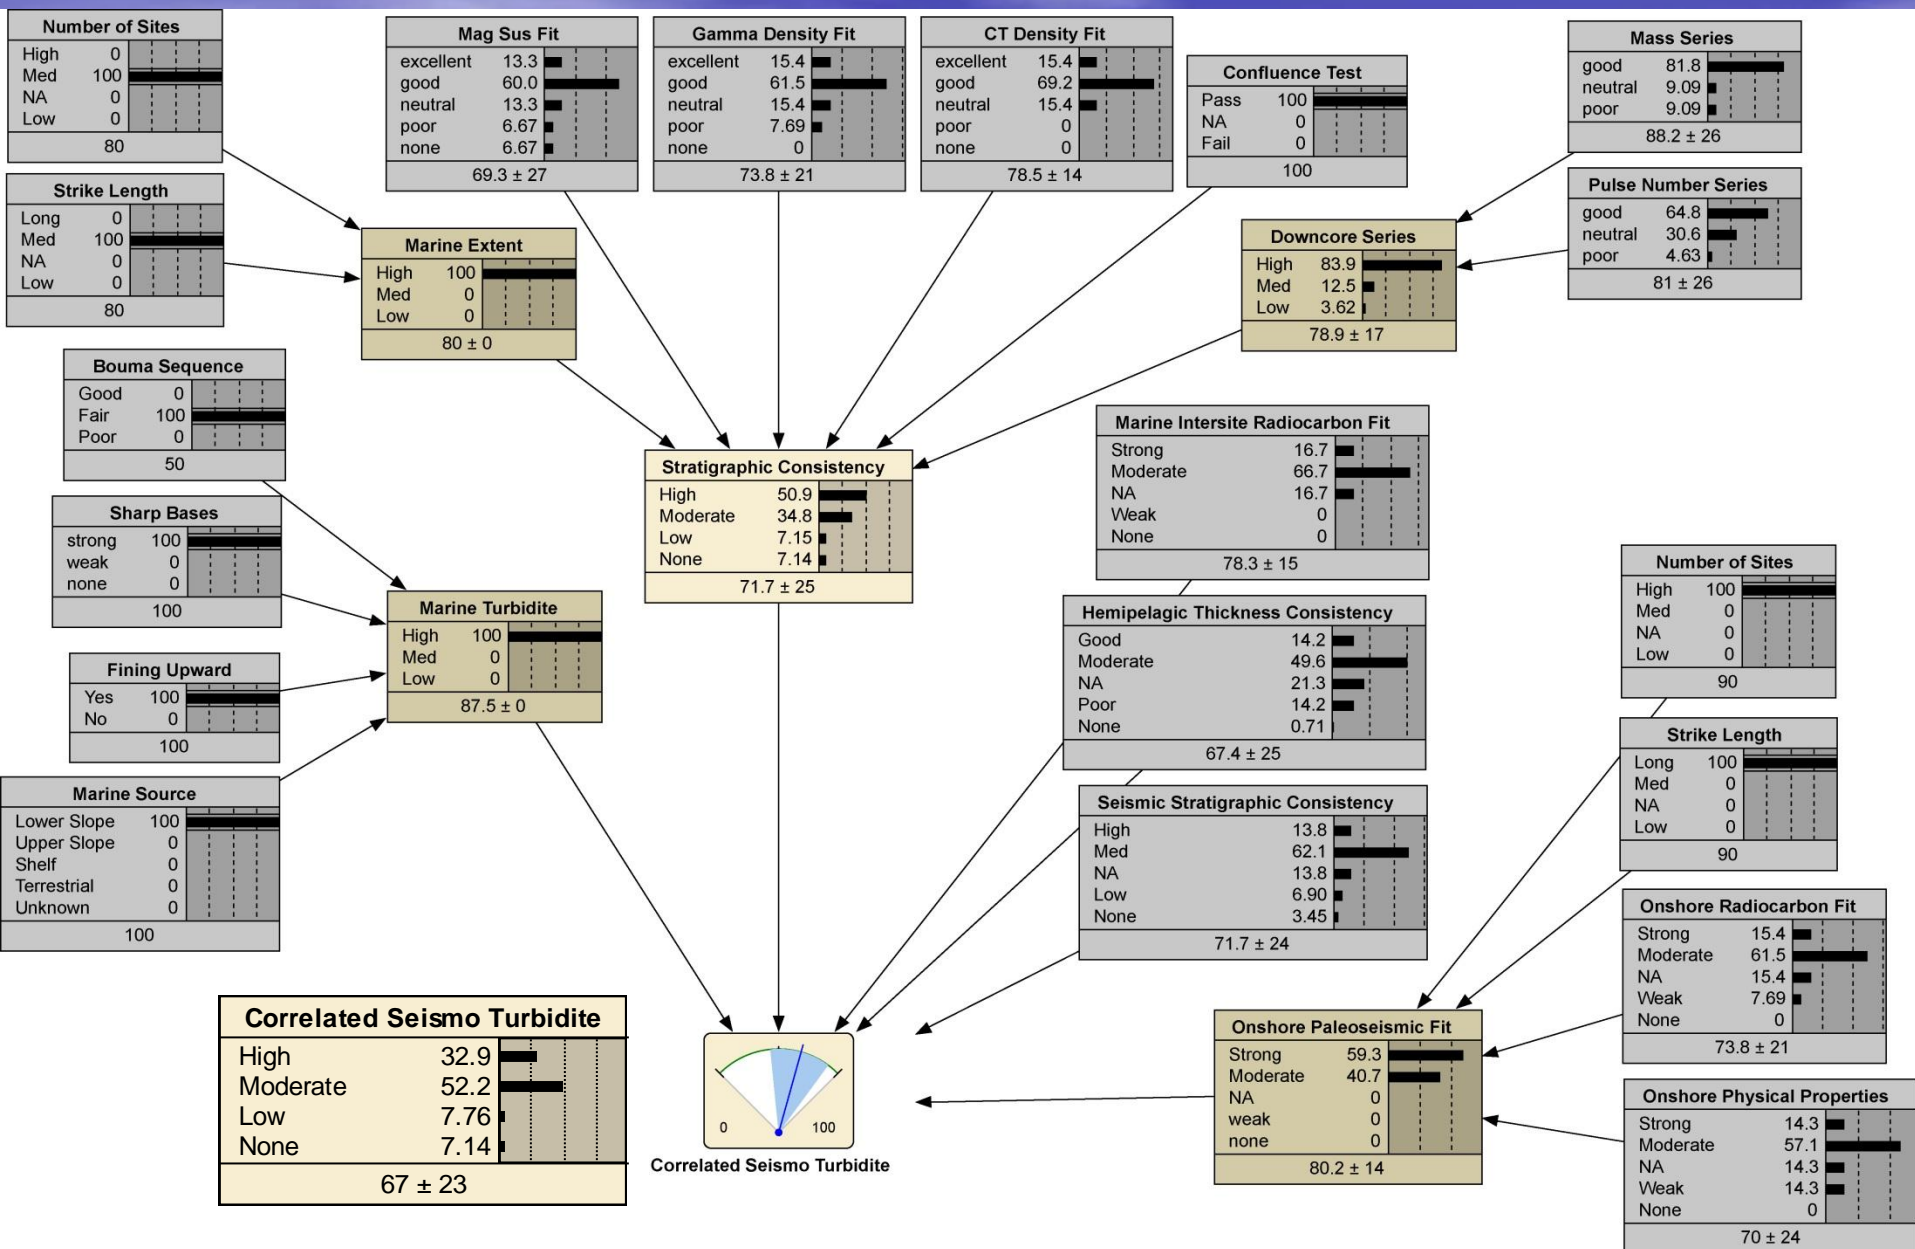 Number of Sites
High 0
Med 100
NA 0
Low 0
80
Strike Length
Long 0
Med 100
NA 0
Low 0
80
Mag Sus Fit
excellent 13.3
good 60.0
neutral 13.3
poor 6.67
none 6.67
69.3 ± 27
Gamma Density Fit
excellent 15.4
good 61.5
neutral 15.4
poor 7.69
none 0
73.8 ± 21
CT Density Fit
excellent 15.4
good 69.2
neutral 15.4
poor 0
none 0
78.5 ± 14
Confluence Test
Pass 100
NA 0
Fail 0
100
Mass Series
good 81.8
neutral 9.09
poor 9.09
88.2 ± 26
Pulse Number Series
good 64.8
neutral 30.6
poor 4.63
81 ± 26
Marine Extent
High 100
Med 0
Low 0
80 ± 0
Downcore Series
High 83.9
Med 12.5
Low 3.62
78.9 ± 17
Bouma Sequence
Good 0
Fair 100
Poor 0
50
Sharp Bases
strong 100
weak 0
none 0
100
Fining Upward
Yes 100
No 0
100
Marine Source
Lower Slope 100
Upper Slope 0
Shelf 0
Terrestrial 0
Unknown 0
100
Marine Turbidite
High 100
Med 0
Low 0
87.5 ± 0
Stratigraphic Consistency
High 50.9
Moderate 34.8
Low 7.15
None 7.14
71.7 ± 25
Marine Intersite Radiocarbon Fit
Strong 16.7
Moderate 66.7
NA 16.7
Weak 0
None 0
78.3 ± 15
Hemipelagic Thickness Consistency
Good 14.2
Moderate 49.6
NA 21.3
Poor 14.2
None 0.71
67.4 ± 25
Seismic Stratigraphic Consistency
High 13.8
Med 62.1
NA 13.8
Low 6.90
None 3.45
71.7 ± 24
Number of Sites
High 100
Med 0
NA 0
Low 0
90
Strike Length
Long 100
Med 0
NA 0
Low 0
90
Onshore Radiocarbon Fit
Strong 15.4
Moderate 61.5
NA 15.4
Weak 7.69
None 0
73.8 ± 21
Onshore Physical Properties
Strong 14.3
Moderate 57.1
NA 14.3
Weak 14.3
None 0
70 ± 24
Onshore Paleoseismic Fit
Strong 59.3
Moderate 40.7
NA 0
weak 0
none 0
80.2 ± 14
Correlated Seismo Turbidite
High 32.9
Moderate 52.2
Low 7.76
None 7.14
67 ± 23
0 100
Correlated Seismo Turbidite